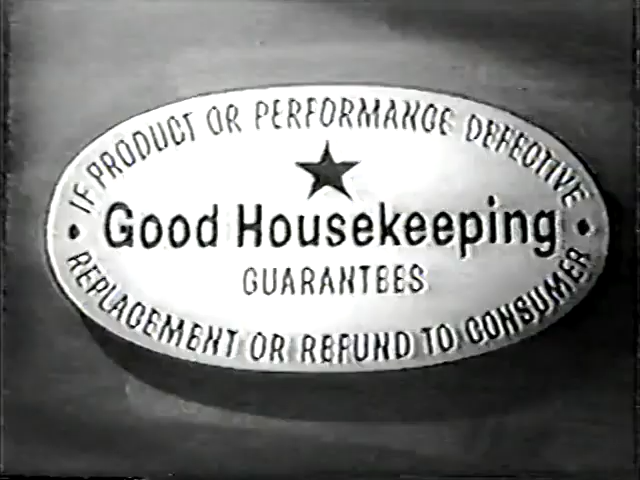 IF PRODUCT OR PERFORMANCE DEFECTIVE
Good Housekeeping
GUARANTEES
REPLACEMENT OR REFUND TO CONSUMER